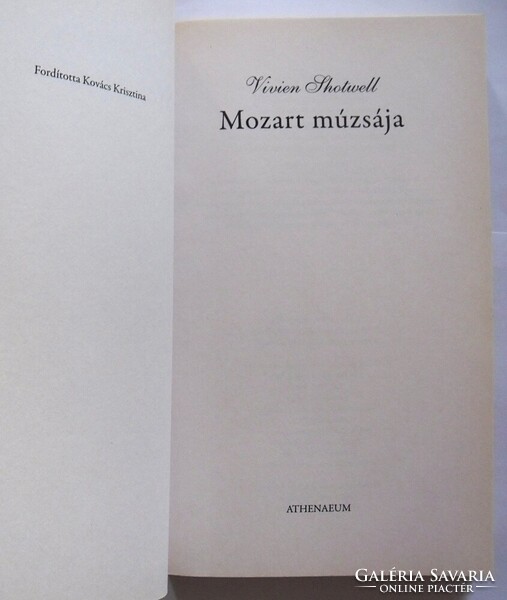 Fordította Kovács Krisztina
Vivien Shotwell
Mozart múzsája
ATHENAEUM
GALÉRIA SAVARIA
ONLINE PIACTÉR